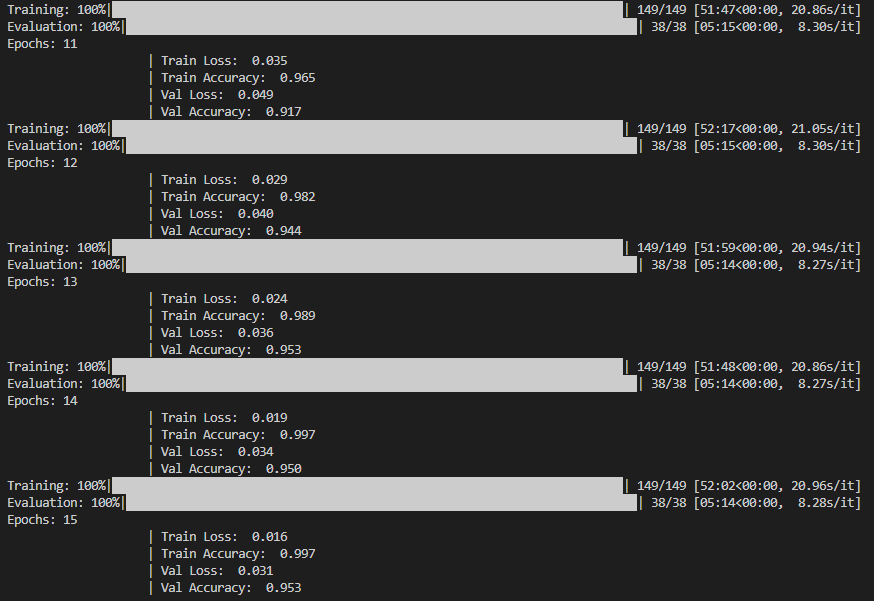 Training: 100%| | 149/149 [51:47<00:00, 20.86s/it]
Evaluation: 100%| | 38/38 [05:15<00:00, 8.30s/it]
Epochs: 11
| Train Loss: 0.035
| Train Accuracy: 0.965
| Val Loss: 0.049
| Val Accuracy: 0.917
Training: 100%| | 149/149 [52:17<00:00, 21.05s/it]
Evaluation: 100%| | 38/38 [05:15<00:00, 8.30s/it]
Epochs: 12
| Train Loss: 0.029
| Train Accuracy: 0.982
| Val Loss: 0.040
| Val Accuracy: 0.944
Training: 100%| | 149/149 [51:59<00:00, 20.94s/it]
Evaluation: 100%| | 38/38 [05:14<00:00, 8.27s/it]
Epochs: 13
| Train Loss: 0.024
| Train Accuracy: 0.989
| Val Loss: 0.036
| Val Accuracy: 0.953
Training: 100%| | 149/149 [51:48<00:00, 20.86s/it]
Evaluation: 100%| | 38/38 [05:14<00:00, 8.27s/it]
Epochs: 14
| Train Loss: 0.019
| Train Accuracy: 0.997
| Val Loss: 0.034
| Val Accuracy: 0.950
Training: 100%| | 149/149 [52:02<00:00, 20.96s/it]
Evaluation: 100%| | 38/38 [05:14<00:00, 8.28s/it]
Epochs: 15
| Train Loss: 0.016
| Train Accuracy: 0.997
| Val Loss: 0.031
| Val Accuracy: 0.953